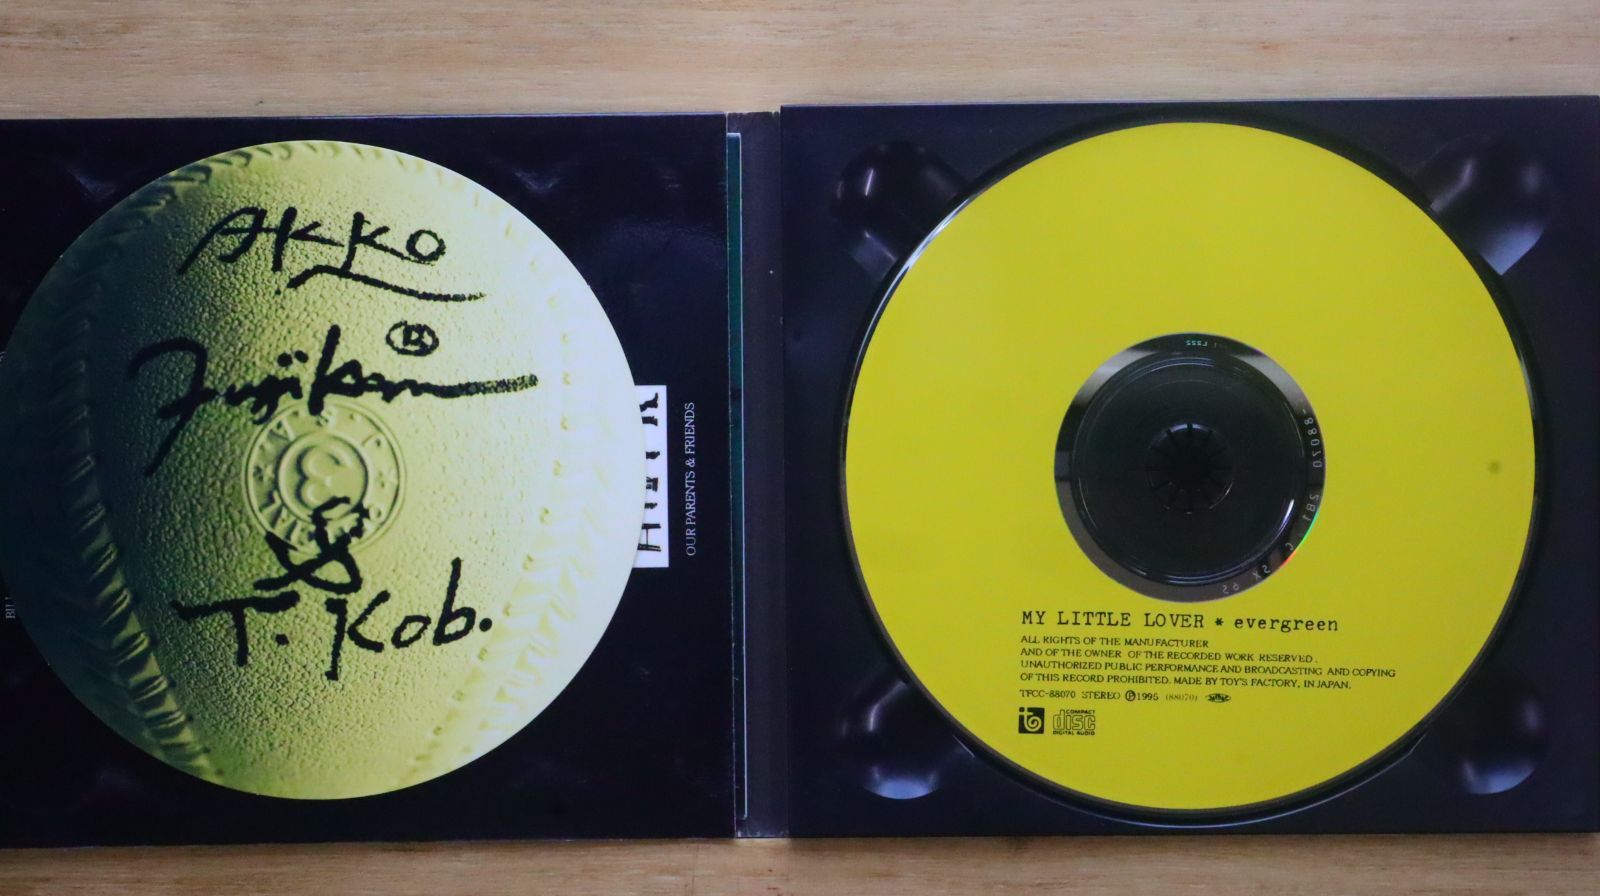 AKKO
Fujikem
&
T. Kob.
OUR PARENTS & FRIENDS
MY LITTLE LOVER * evergreen
ALL RIGHTS OF THE MANUFACTURER
AND OF THE OWNER OF THE RECORDED WORK RESERVED.
UNAUTHORIZED PUBLIC PERFORMANCE AND BROADCASTING AND COPYING
OF THIS RECORD PROHIBITED. MADE BY TOY'S FACTORY, IN JAPAN.
TFCC-88070 STEREO Ⓟ1995 (88070)
COMPACT
disc
DIGITAL AUDIO